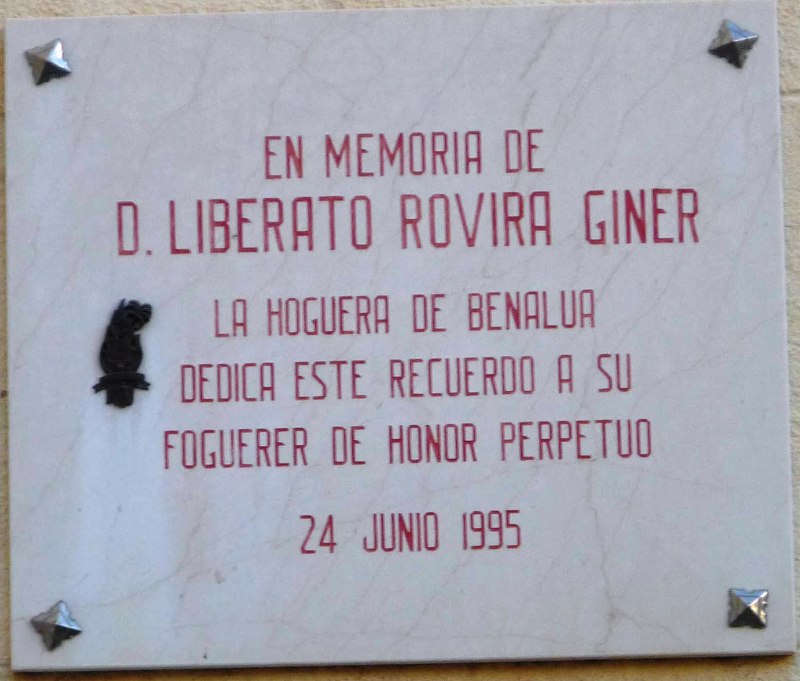 EN MEMORIA DE
D. LIBERATO ROVIRA GINER
LA HOGUERA DE BENALUA
DEDICA ESTE RECUERDO A SU
FOGUERER DE HONOR PERPETUO
24 JUNIO 1995